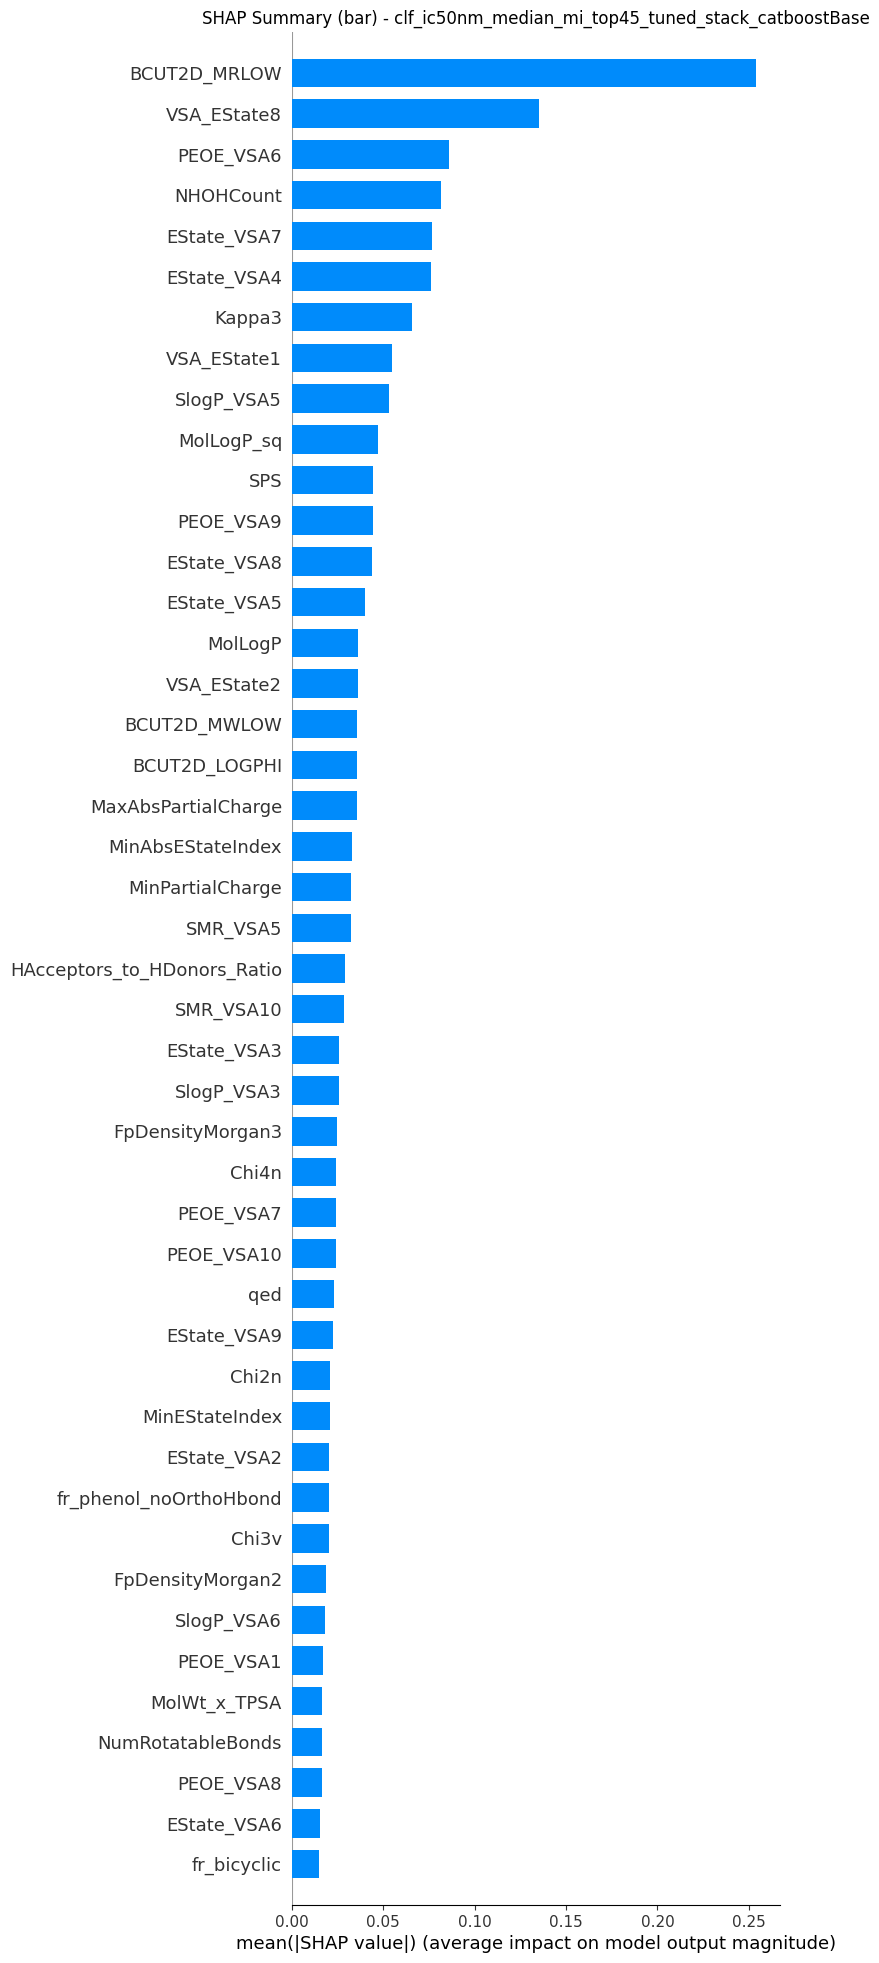 SHAP Summary (bar) - clf_ic50nm_median_mi_top45_tuned_stack_catboostBase
BCUT2D_MRLOW
VSA_EState8
PEOE_VSA6
NHOHCount
EState_VSA7
EState_VSA4
Kappa3
VSA_EState1
SlogP_VSA5
MolLogP_sq
SPS
PEOE_VSA9
EState_VSA8
EState_VSA5
MolLogP
VSA_EState2
BCUT2D_MWLOW
BCUT2D_LOGPHI
MaxAbsPartialCharge
MinAbsEStateIndex
MinPartialCharge
SMR_VSA5
HAcceptors_to_HDonors_Ratio
SMR_VSA10
EState_VSA3
SlogP_VSA3
FpDensityMorgan3
Chi4n
PEOE_VSA7
PEOE_VSA10
qed
EState_VSA9
Chi2n
MinEStateIndex
EState_VSA2
fr_phenol_noOrthoHbond
Chi3v
FpDensityMorgan2
SlogP_VSA6
PEOE_VSA1
MolWt_x_TPSA
NumRotatableBonds
PEOE_VSA8
EState_VSA6
fr_bicyclic
0.00 0.05 0.10 0.15 0.20 0.25
mean(|SHAP value|) (average impact on model output magnitude)